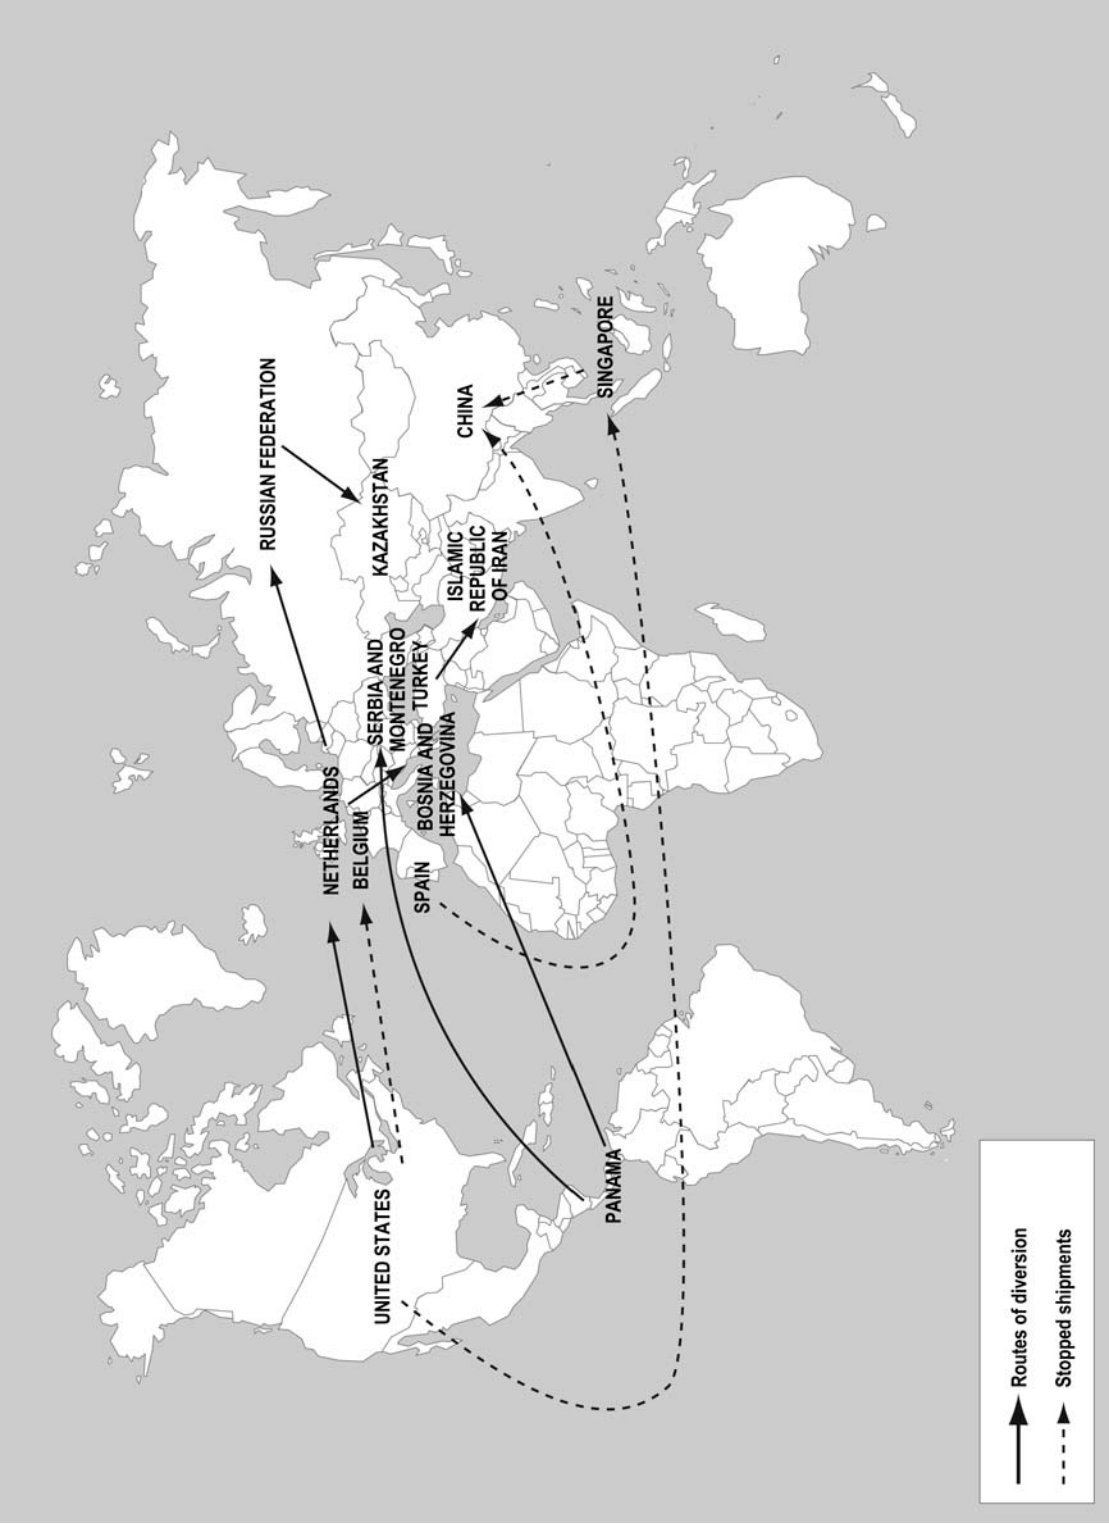 RUSSIAN FEDERATION
NETHERLANDS
BELGIUM
KAZAKHSTAN
SERBIA AND
MONTENEGRO
UNITED STATES
SPAIN
BOSNIA AND
HERZEGOVINA
TURKEY
ISLAMIC
REPUBLIC
OF IRAN
CHINA
SINGAPORE
PANAMA
Routes of diversion
Stopped shipments